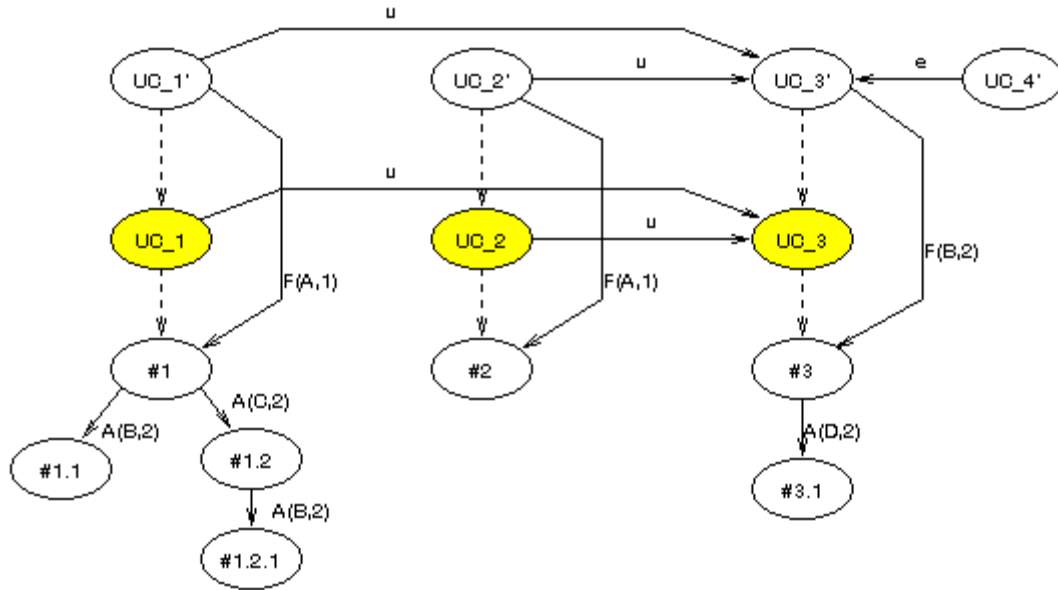 u
UC_1'
UC_2'
u
UC_3'
e
UC_4'
u
UC_1
UC_2
u
UC_3
F(B,2)
F(A,1)
F(A,1)
#1
#2
#3
A(B,2)
A(C,2)
A(D,2)
#1.1
#1.2
#3.1
A(B,2)
#1.2.1